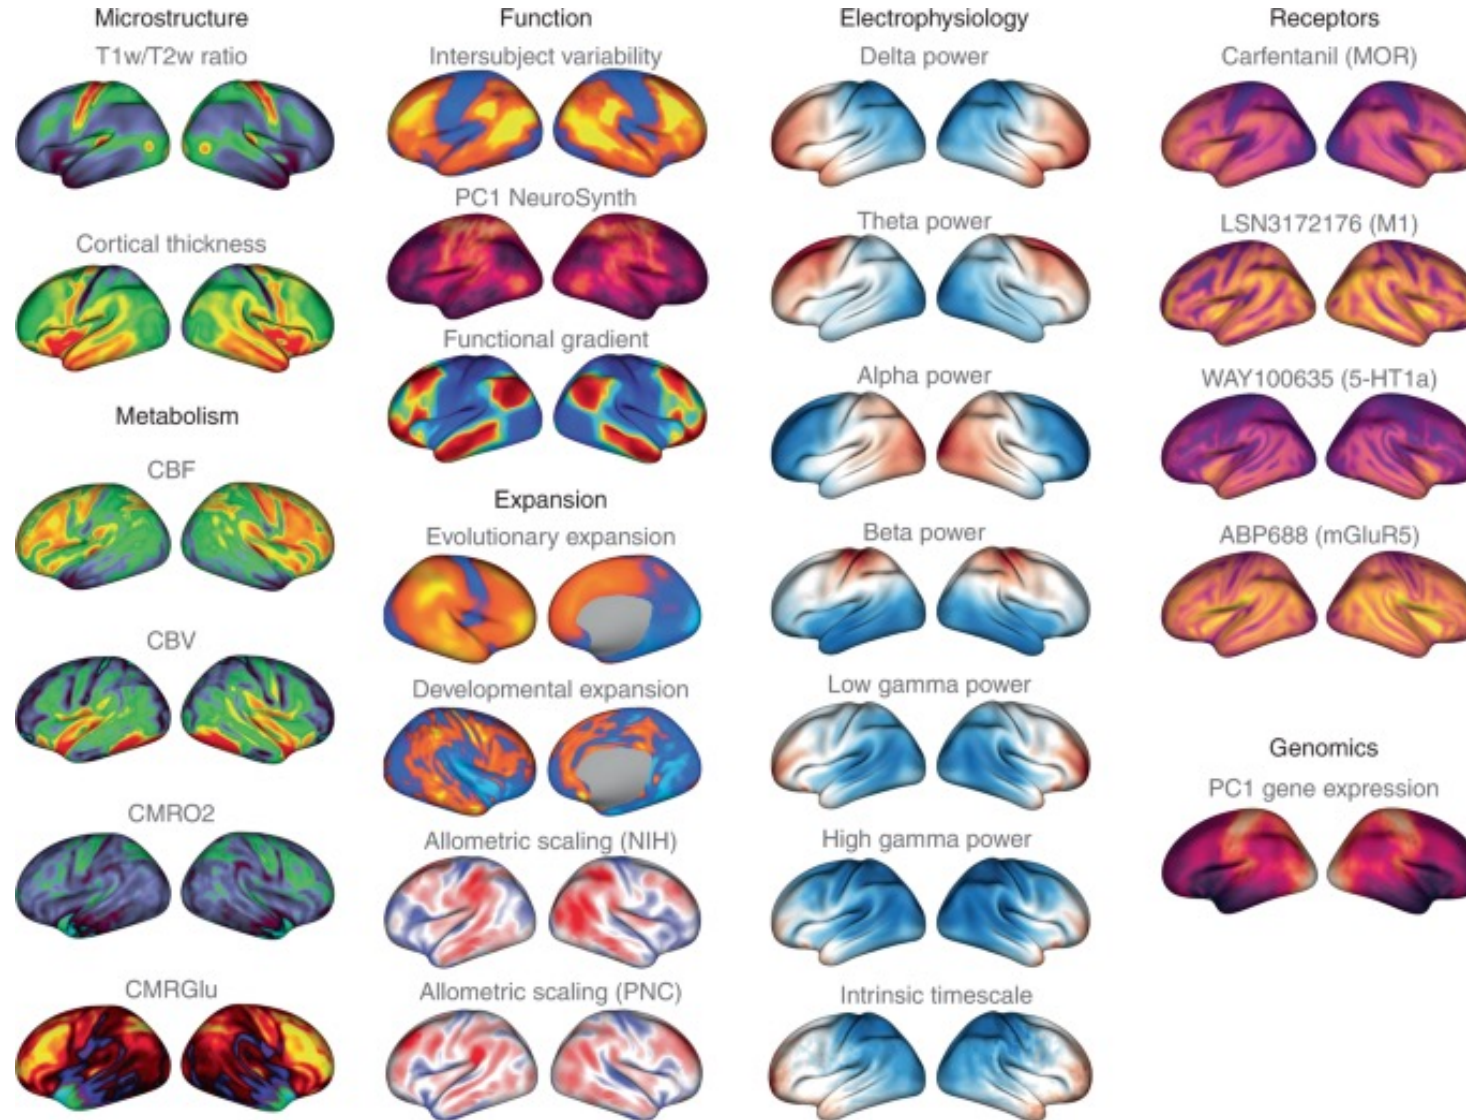 Microstructure
T1w/T2w ratio
Cortical thickness
Metabolism
CBF
CBV
CMRO2
CMRGlu
Function
Intersubject variability
PC1 NeuroSynth
Functional gradient
Expansion
Evolutionary expansion
Developmental expansion
Allometric scaling (NIH)
Allometric scaling (PNC)
Electrophysiology
Delta power
Theta power
Alpha power
Beta power
Low gamma power
High gamma power
Intrinsic timescale
Receptors
Carfentanil (MOR)
LSN3172176 (M1)
WAY100635 (5-HT1a)
ABP688 (mGluR5)
Genomics
PC1 gene expression